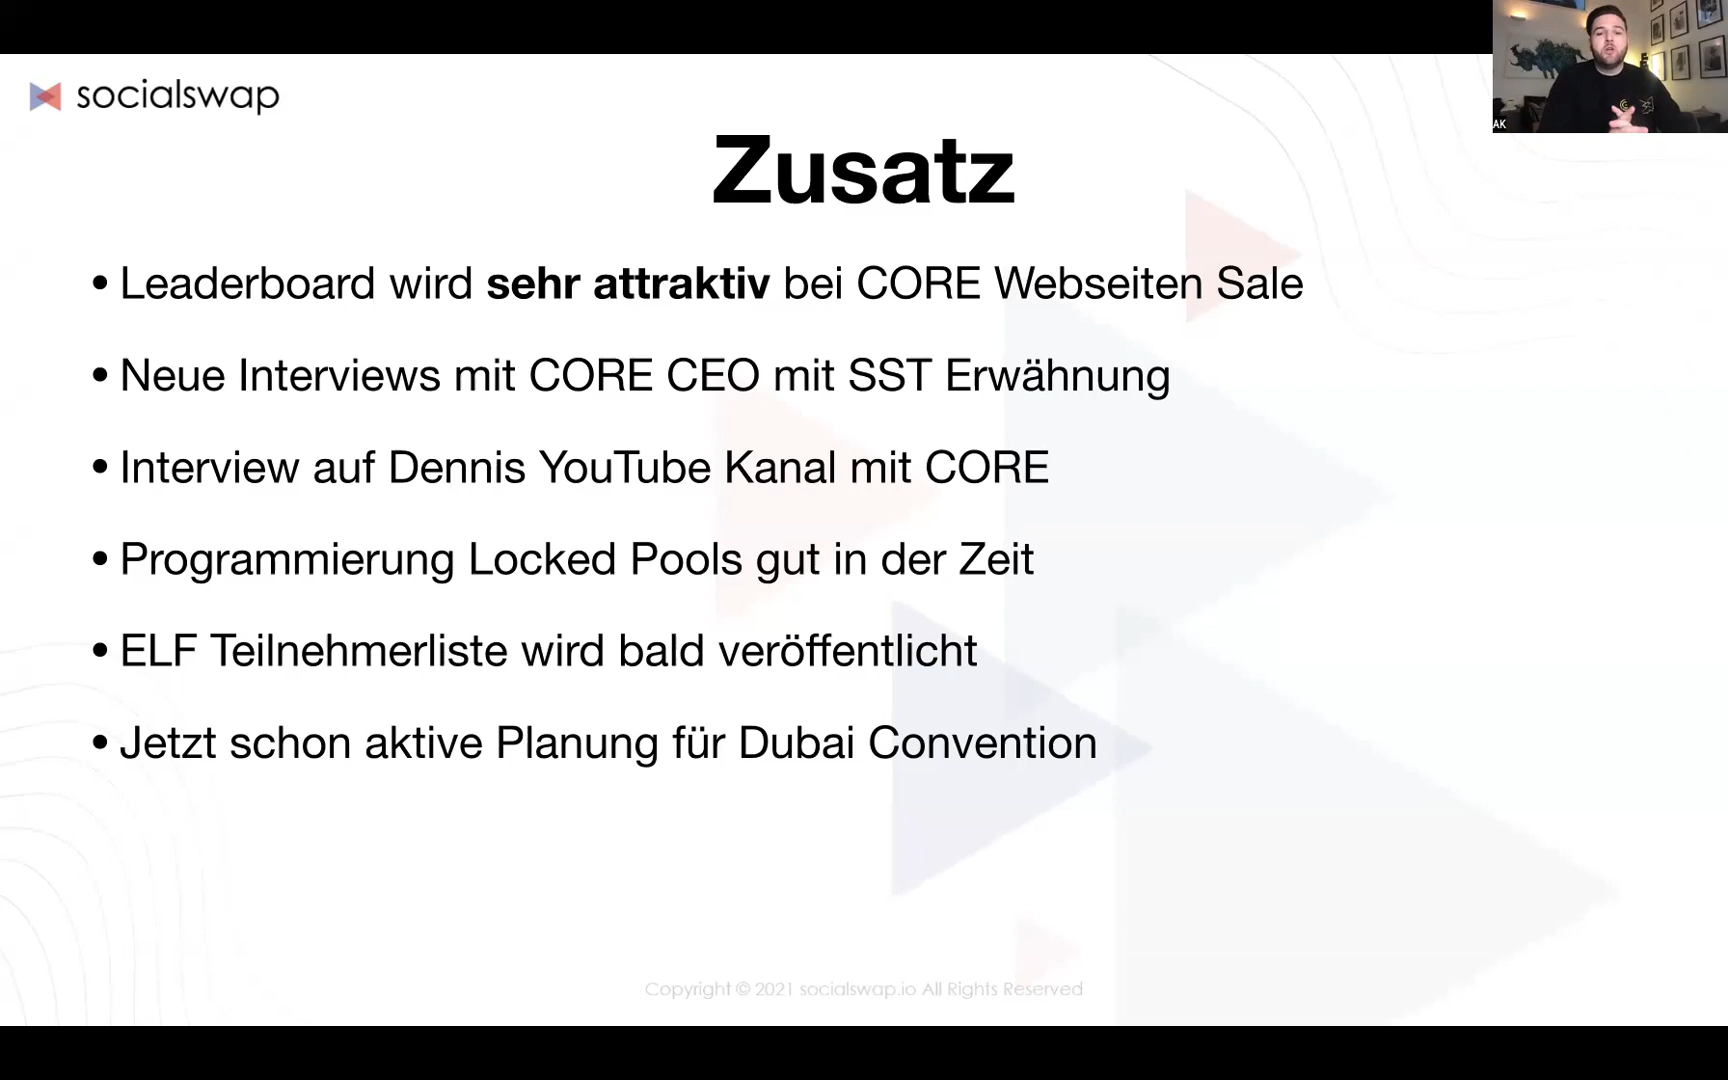 socialswap
AK
Zusatz
• Leaderboard wird sehr attraktiv bei CORE Webseiten Sale
• Neue Interviews mit CORE CEO mit SST Erwähnung
• Interview auf Dennis YouTube Kanal mit CORE
• Programmierung Locked Pools gut in der Zeit
• ELF Teilnehmerliste wird bald veröffentlicht
• Jetzt schon aktive Planung für Dubai Convention
Copyright © 2021 socialswap.io All Rights Reserved